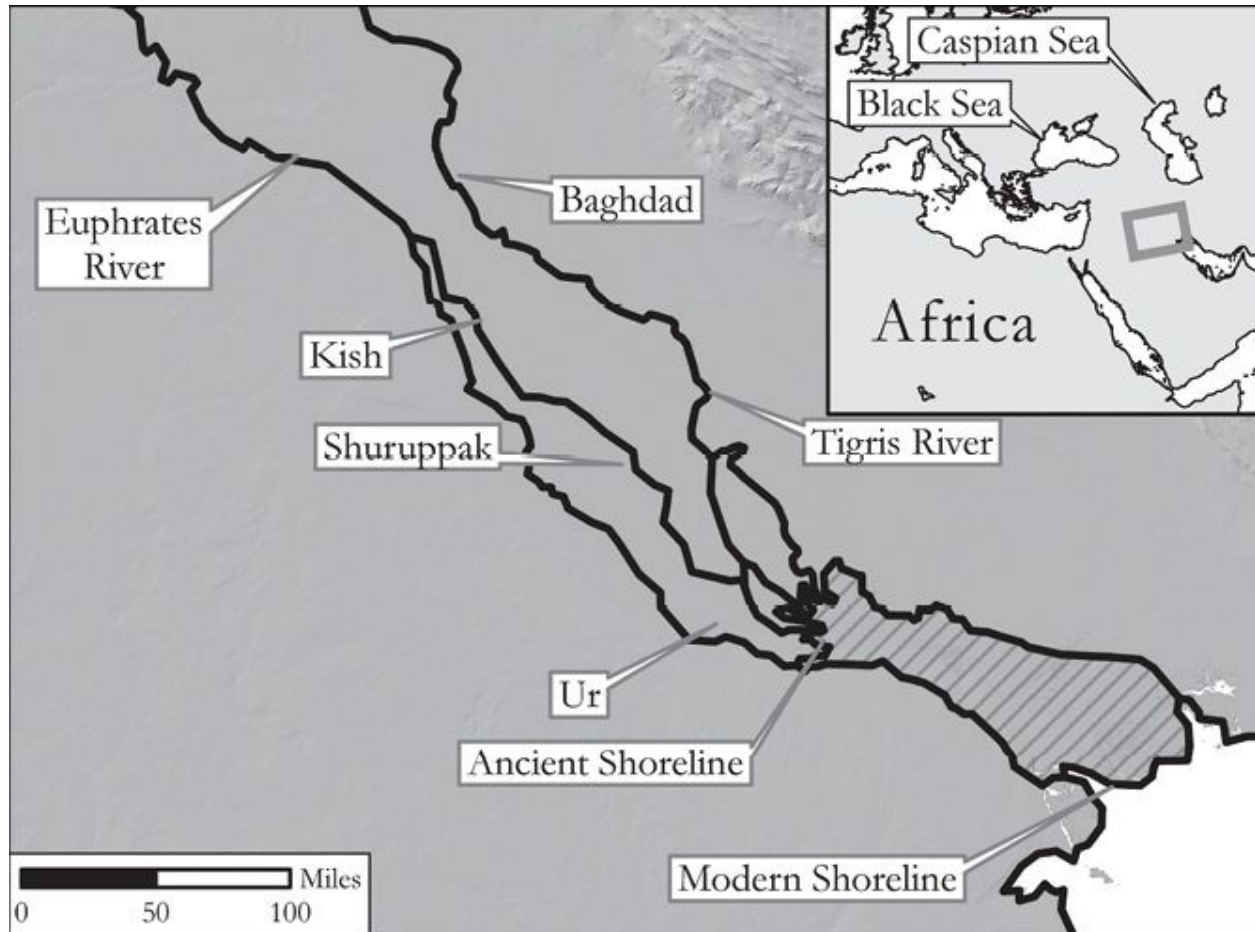 Caspian Sea
Black Sea
Africa
Euphrates
River
Baghdad
Kish
Shuruppak
Tigris River
Ur
Ancient Shoreline
Modern Shoreline
Miles
0 50 100